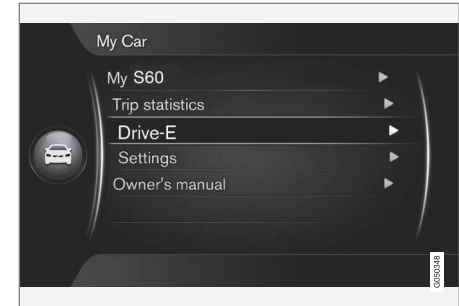 My Car
My S60
Trip statistics
Drive-E
Settings
Owner's manual
G050348